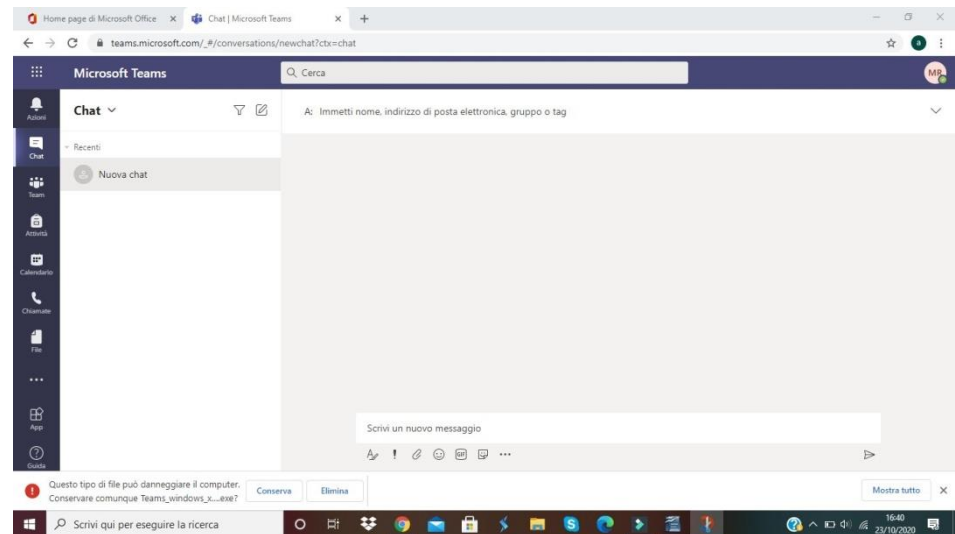 Home page di Microsoft Office
Chat | Microsoft Teams
teams.microsoft.com/_#/conversations/newchat?ctx=chat
a
Microsoft Teams
Cerca
MR
Azioni
Chat
Team
Attività
Calendario
Chiamate
File
App
Guida
Chat
Recenti
Nuova chat
A: Immetti nome, indirizzo di posta elettronica, gruppo o tag
Scrivi un nuovo messaggio
GIF
Questo tipo di file può danneggiare il computer.
Conservare comunque Teams_windows_x....exe?
Conserva
Elimina
Mostra tutto
Scrivi qui per eseguire la ricerca
16:40
23/10/2020